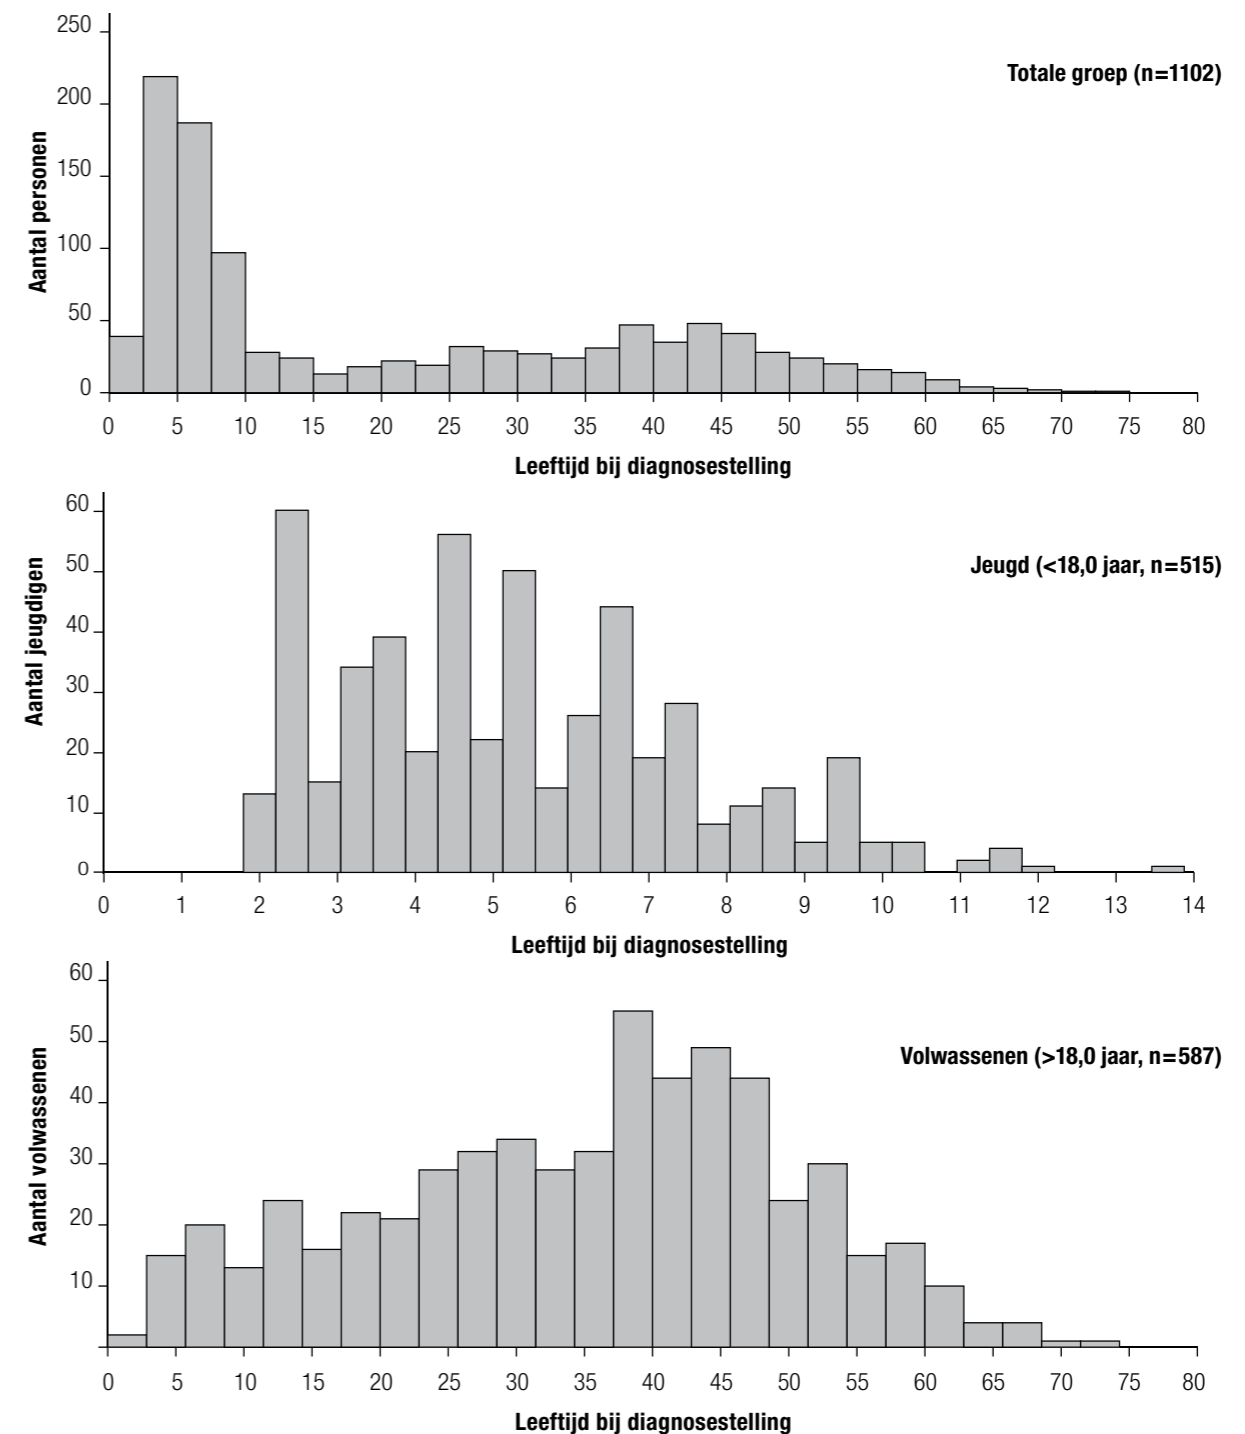 250
Totale groep (n=1102)
200
150
100
50
0
Aantal personen
0 5 10 15 20 25 30 35 40 45 50 55 60 65 70 75 80
Leeftijd bij diagnosestelling
60
Jeugd (<18,0 jaar, n=515)
50
40
30
20
10
0
Aantal jeugdigen
0 1 2 3 4 5 6 7 8 9 10 11 12 13 14
Leeftijd bij diagnosestelling
60
50
Volwassenen (>18,0 jaar, n=587)
40
30
20
10
Aantal volwassenen
0 5 10 15 20 25 30 35 40 45 50 55 60 65 70 75 80
Leeftijd bij diagnosestelling